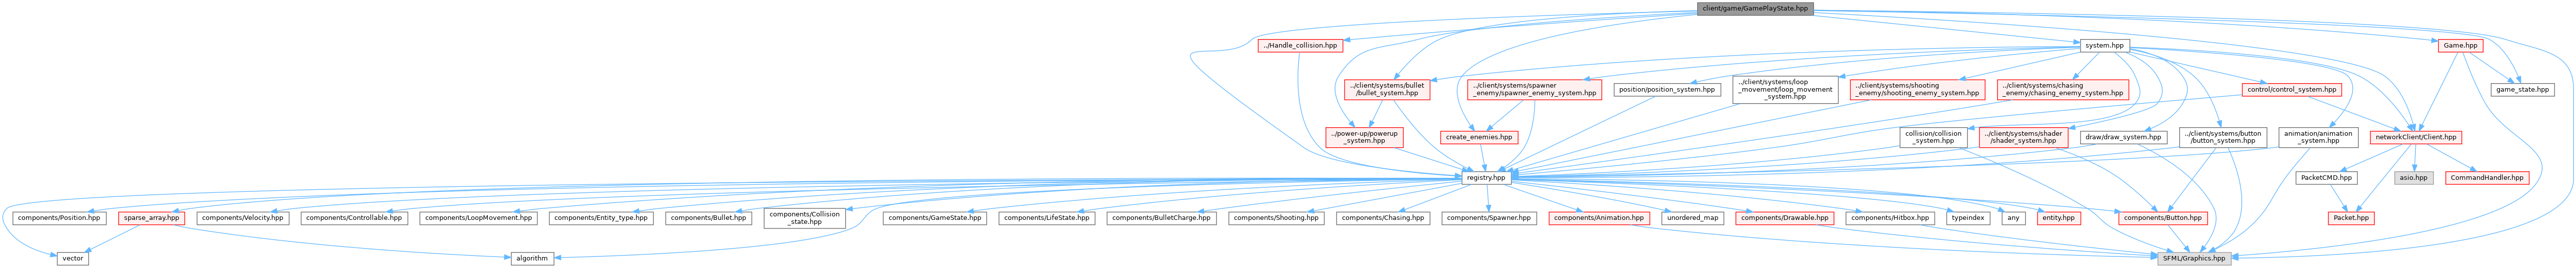 client/game/GamePlayState.hpp
../Handle_collision.hpp
system.hpp
Game.hpp
../client/systems/bullet
/bullet_system.hpp
../client/systems/spawner
_enemy/spawner_enemy_system.hpp
position/position_system.hpp
../client/systems/loop
_movement/loop_movement
_system.hpp
../client/systems/shooting
_enemy/shooting_enemy_system.hpp
../client/systems/chasing
_enemy/chasing_enemy_system.hpp
control/control_system.hpp
game_state.hpp
../power-up/powerup
_system.hpp
create_enemies.hpp
collision/collision
_system.hpp
../client/systems/shader
/shader_system.hpp
draw/draw_system.hpp
../client/systems/button
/button_system.hpp
animation/animation
_system.hpp
networkClient/Client.hpp
registry.hpp
PacketCMD.hpp
asio.hpp
CommandHandler.hpp
components/Position.hpp
sparse_array.hpp
components/Velocity.hpp
components/Controllable.hpp
components/LoopMovement.hpp
components/Entity_type.hpp
components/Bullet.hpp
components/Collision
_state.hpp
components/GameState.hpp
components/LifeState.hpp
components/BulletCharge.hpp
components/Shooting.hpp
components/Chasing.hpp
components/Spawner.hpp
components/Animation.hpp
unordered_map
components/Drawable.hpp
components/Hitbox.hpp
typeindex
any
entity.hpp
components/Button.hpp
Packet.hpp
vector
algorithm
SFML/Graphics.hpp